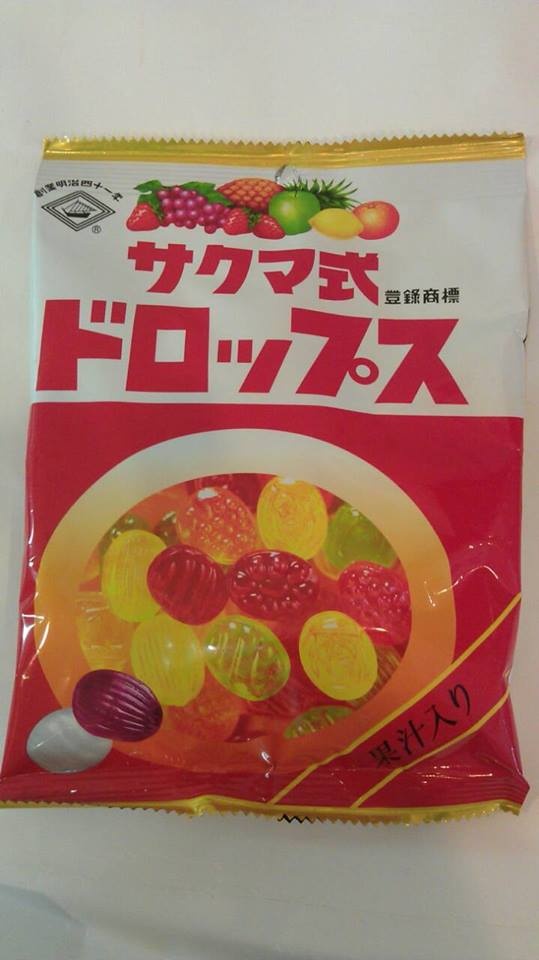 創業明治四十一年
®
サクマ式
登錄商標
ドロップス
果汁入り